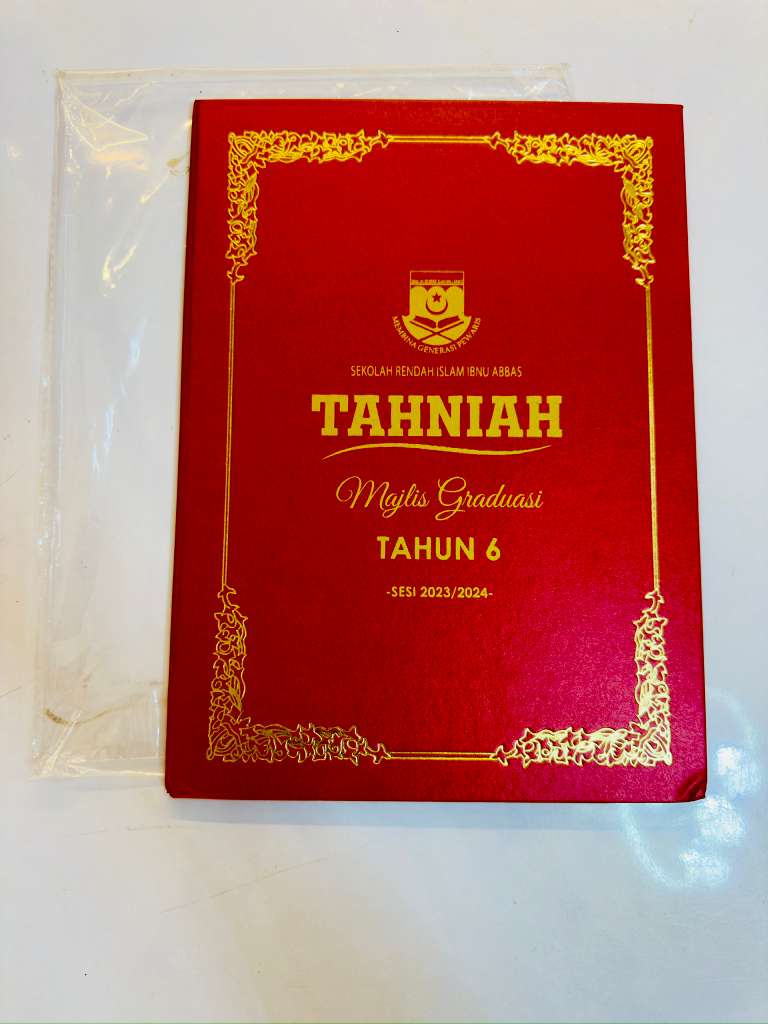 MEMBINA GENERASI PEWARIS
SEKOLAH RENDAH ISLAM IBNU ABBAS
TAHNIAH
Majlis Graduasi
TAHUN 6
-SESI 2023/2024-